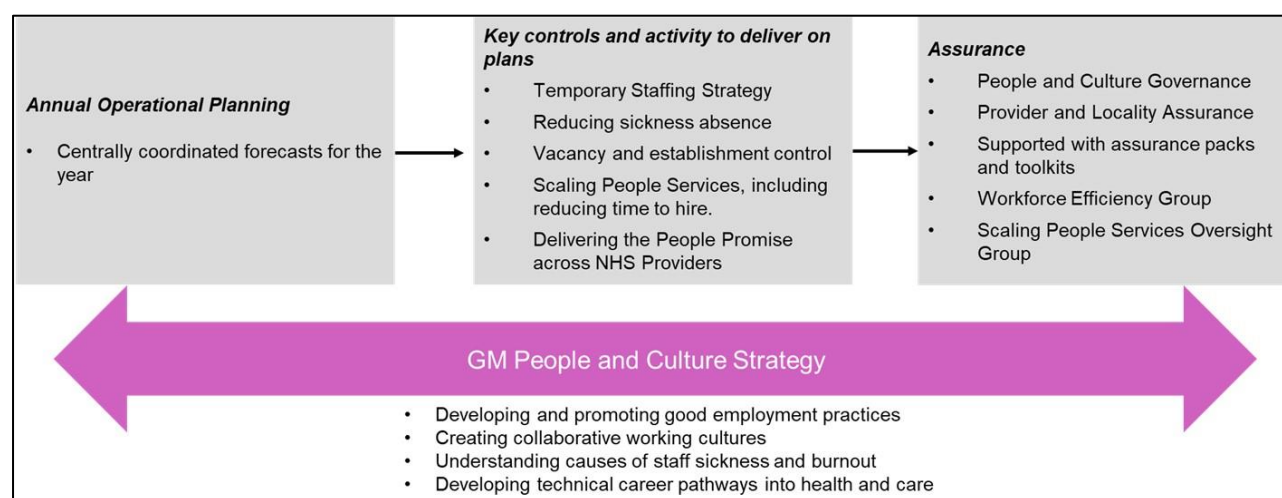 Annual Operational Planning
• Centrally coordinated forecasts for the
year
Key controls and activity to deliver on
plans
• Temporary Staffing Strategy
• Reducing sickness absence
• Vacancy and establishment control
• Scaling People Services, including
reducing time to hire.
• Delivering the People Promise
across NHS Providers
Assurance
• People and Culture Governance
• Provider and Locality Assurance
• Supported with assurance packs
and toolkits
• Workforce Efficiency Group
• Scaling People Services Oversight
Group
GM People and Culture Strategy
• Developing and promoting good employment practices
• Creating collaborative working cultures
• Understanding causes of staff sickness and burnout
• Developing technical career pathways into health and care